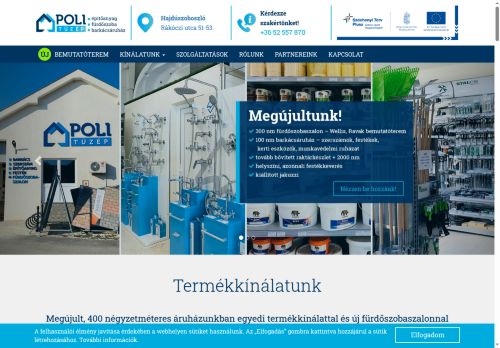 POLI
TÜZÉP
• építőanyag
• fürdőszoba
• barkácsáruház
Hajdúszoboszló
Rákóczi utca 51-53.
Kérdezze
szakértőnket!
+36 52 557 870
Széchenyi Terv
Plusz
ÚJ BEMUTATÓTEREM KÍNÁLATUNK SZOLGÁLTATÁSOK RÓLUNK PARTNEREINK KAPCSOLAT
POLI
TÜZÉP
Megújultunk!
300 nm fürdőszobaszalon – Wellis, Ravak bemutatóterem
100 nm barkácsáruház – szerszámok, festékek,
kerti eszközök, munkavédelmi ruházat
tovább bővített raktárkészlet + 2000 nm
helyszíni, azonnali festékkeverés
kiállított jakuzzi
Nézzen be hozzánk!
Termékkínálatunk
Megújult, 400 négyzetméteres áruházunkban egyedi termékkínálattal és új fürdőszobaszalonnal
A felhasználói élmény javítása érdekében a webhelyen sütiket használunk. Az „Elfogadás” gombra kattintva hozzájárul a sütik
létrehozásához. További információk.
Elfogadom